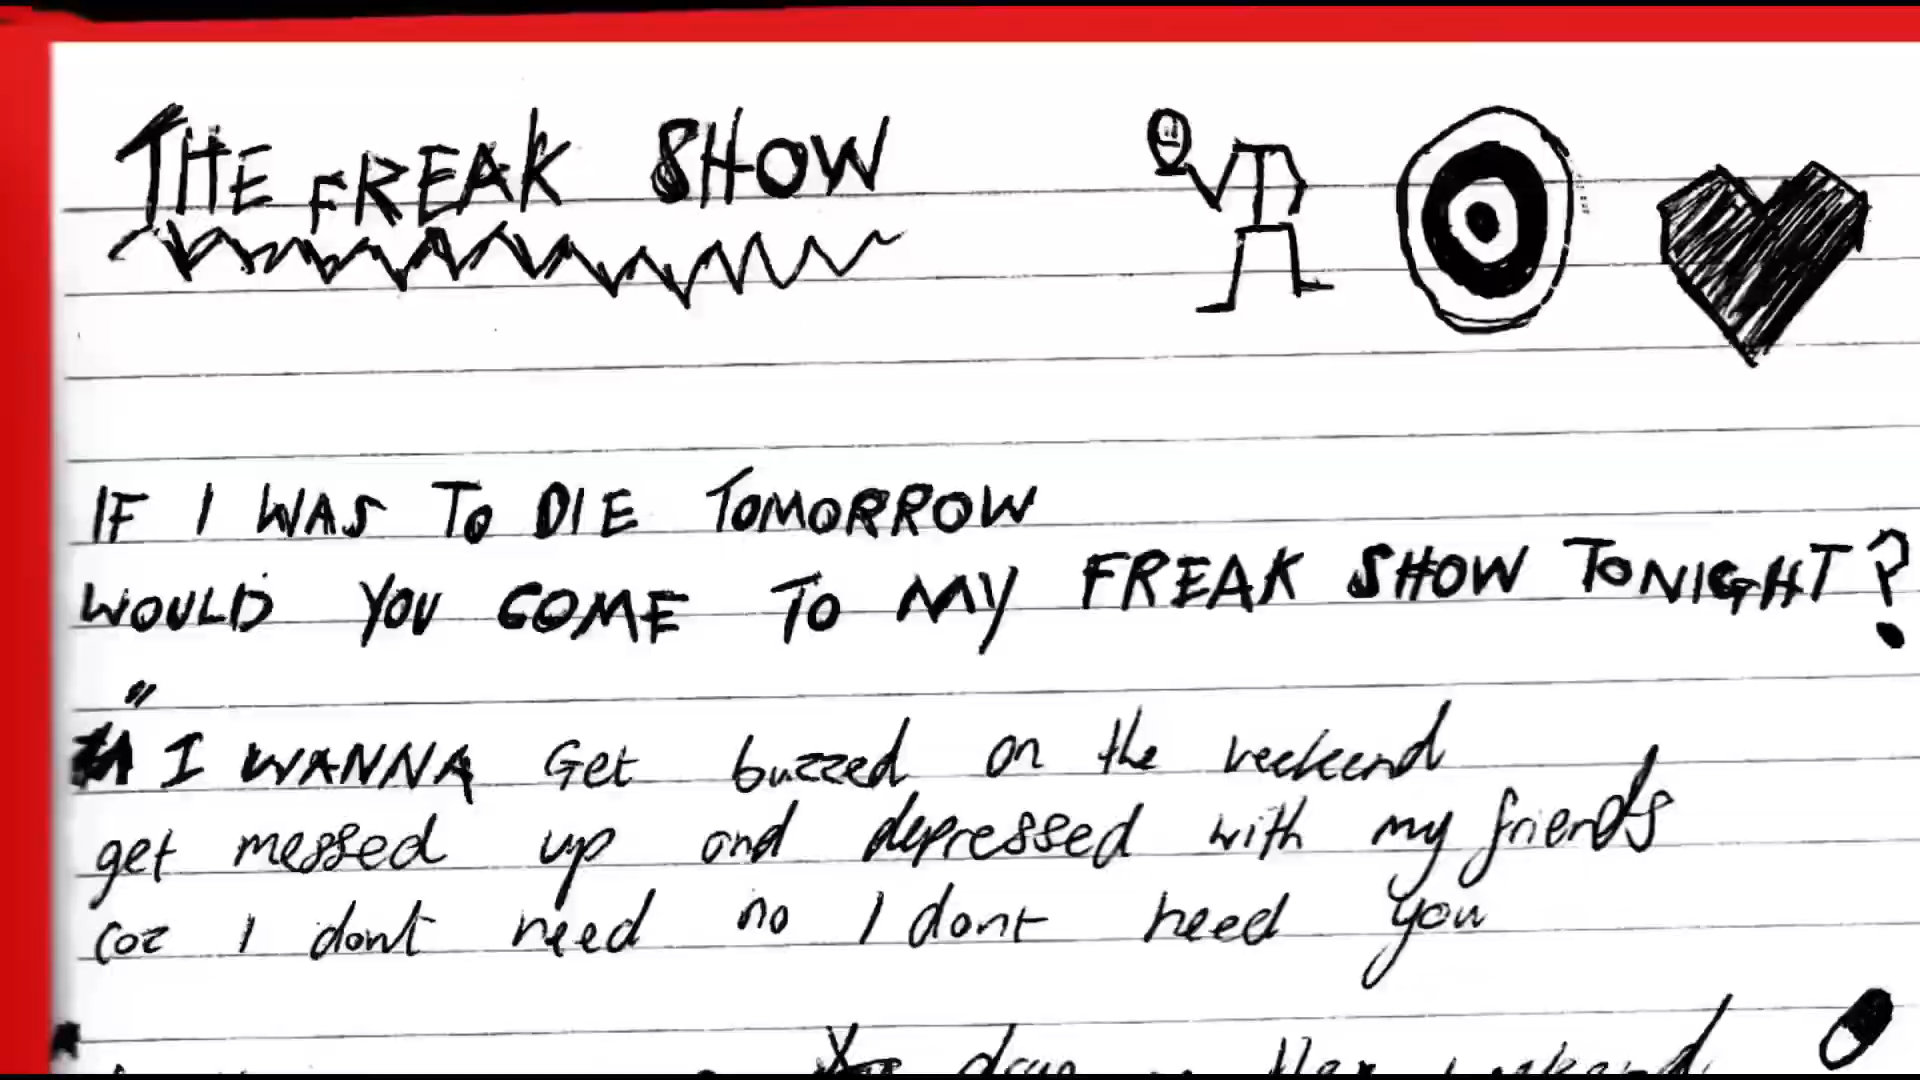 THE FREAK SHOW
IF I WAS TO DIE TOMORROW
WOULD YOU COME TO MY FREAK SHOW TONIGHT?
"
I WANNA Get buzzed on the weekend
get messed up and depressed with my friends
coz I dont need no I dont need you